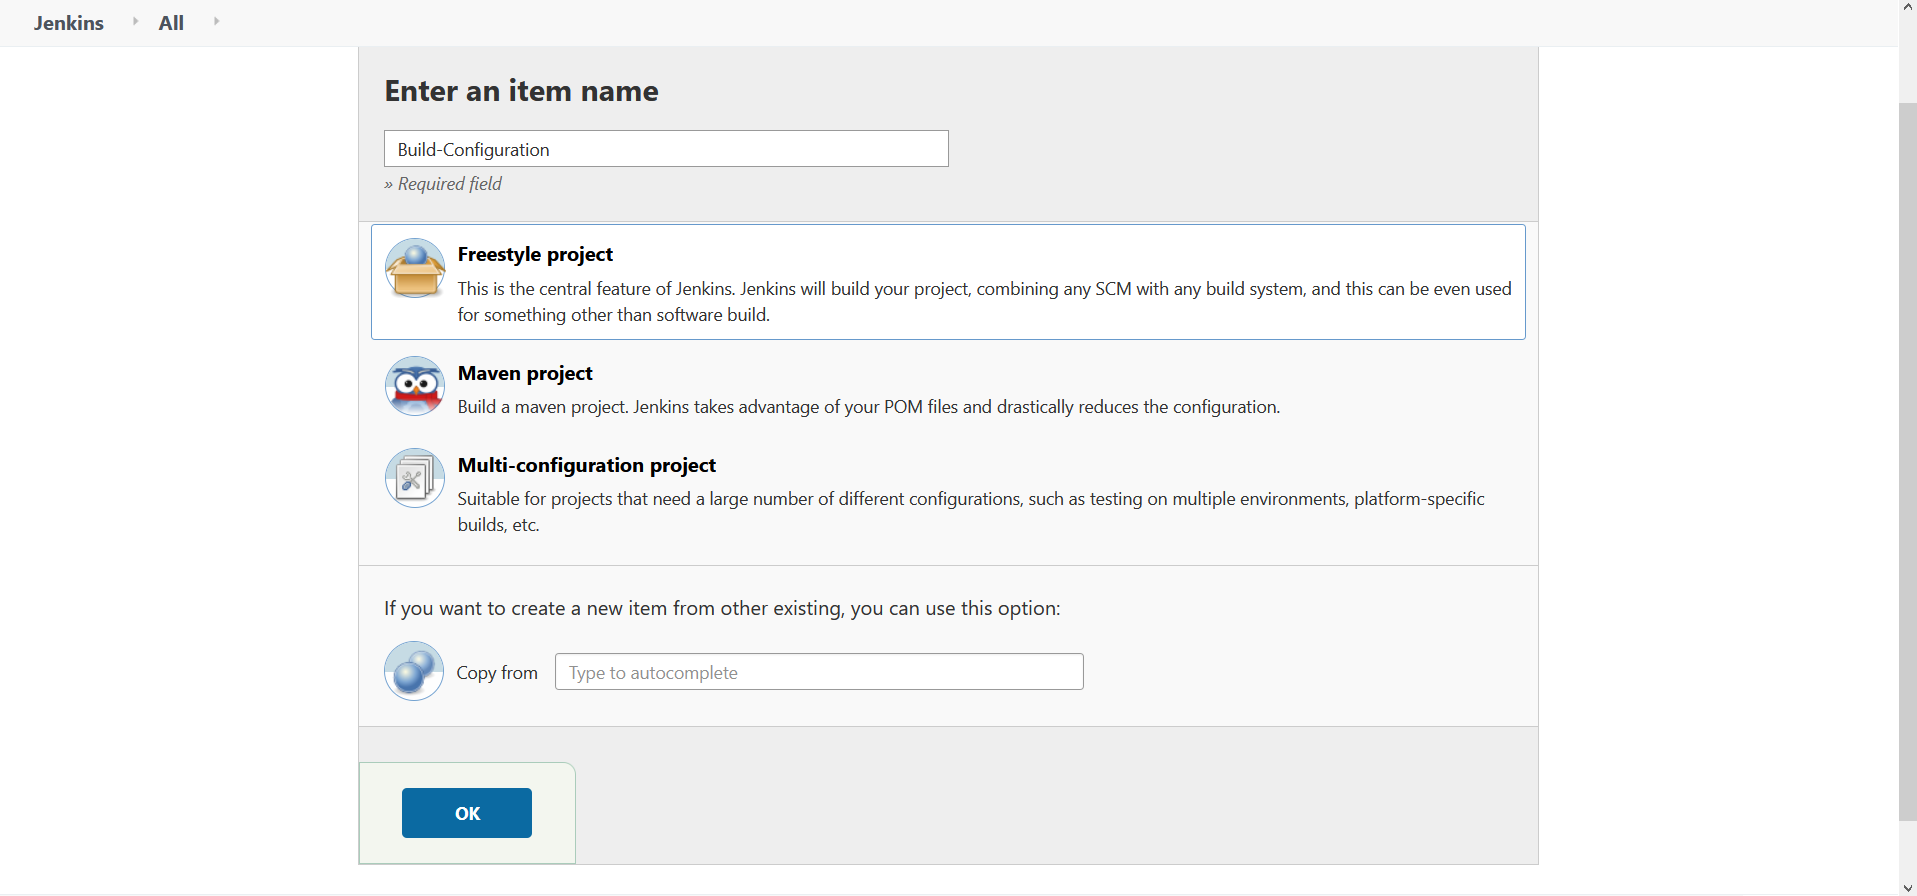 Jenkins All
Enter an item name
Build-Configuration
» Required field
Freestyle project
This is the central feature of Jenkins. Jenkins will build your project, combining any SCM with any build system, and this can be even used
for something other than software build.
Maven project
Build a maven project. Jenkins takes advantage of your POM files and drastically reduces the configuration.
Multi-configuration project
Suitable for projects that need a large number of different configurations, such as testing on multiple environments, platform-specific
builds, etc.
If you want to create a new item from other existing, you can use this option:
Copy from Type to autocomplete
OK